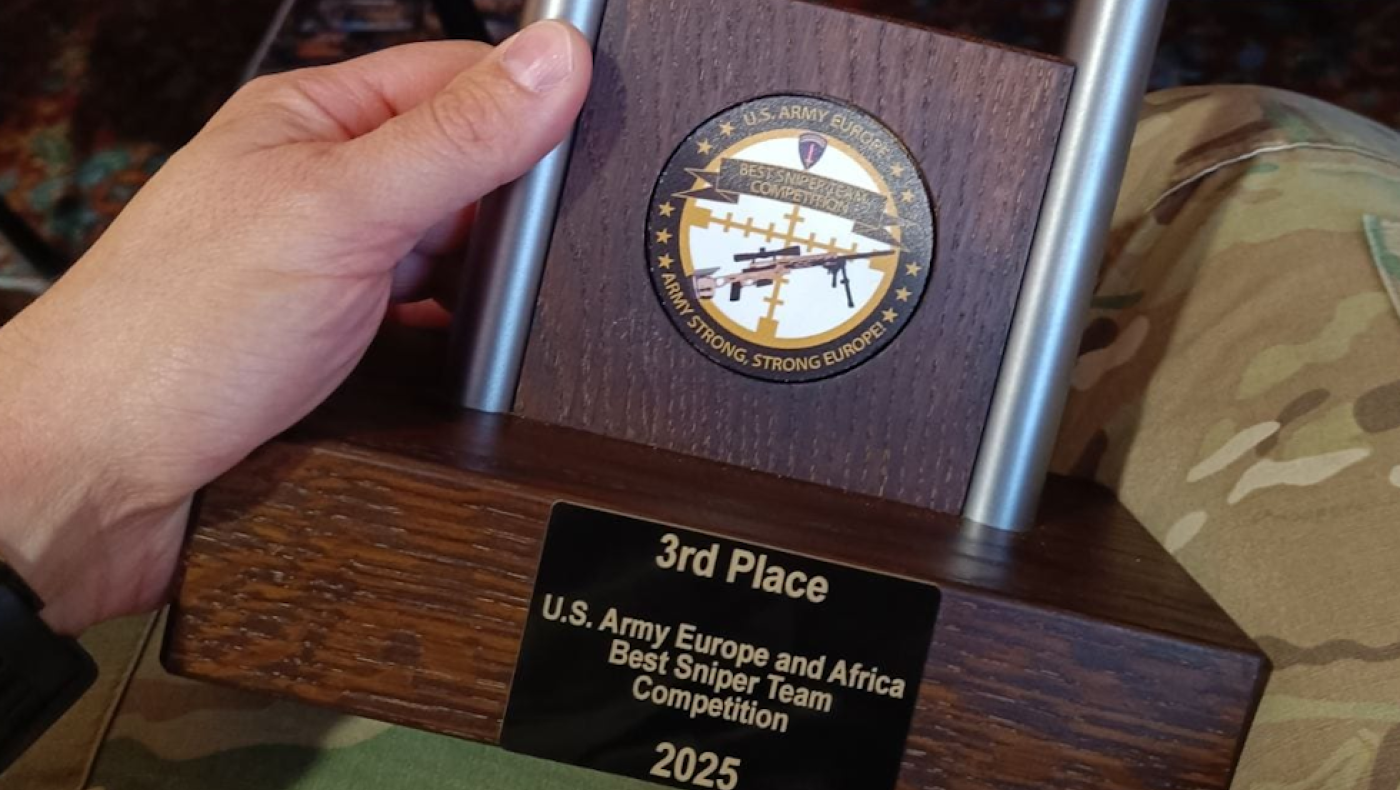 U.S. ARMY EUROPE
BEST SNIPER TEAM
COMPETITION
ARMY STRONG, STRONG EUROPE!
3rd Place
U.S. Army Europe and Africa
Best Sniper Team
Competition
2025